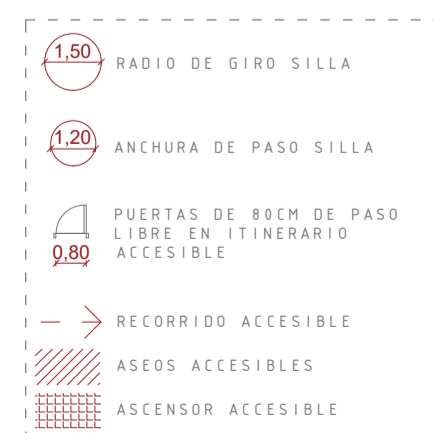 1,50
RADIO DE GIRO SILLA
1,20
ANCHURA DE PASO SILLA
PUERTAS DE 80CM DE PASO
LIBRE EN ITINERARIO
0,80 ACCESIBLE
RECORRIDO ACCESIBLE
ASEOS ACCESIBLES
ASCENSOR ACCESIBLE